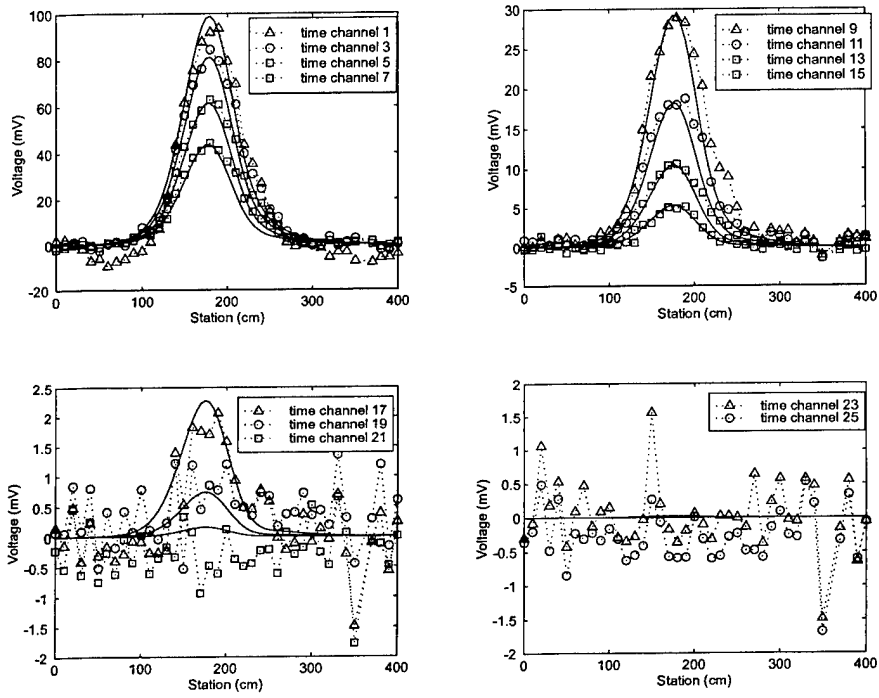 100
80
60
40
20
0
-20
Voltage (mV)
0
100
200
300
400
Station (cm)
time channel 1
time channel 3
time channel 5
time channel 7
30
25
20
15
10
5
0
-5
Voltage (mV)
0
100
200
300
400
Station (cm)
time channel 9
time channel 11
time channel 13
time channel 15
2.5
2
1.5
1
0.5
0
-0.5
-1
-1.5
-2
Voltage (mV)
0
100
200
300
400
Station (cm)
time channel 17
time channel 19
time channel 21
2
1.5
1
0.5
0
-0.5
-1
-1.5
-2
Voltage (mV)
0
100
200
300
400
Station (cm)
time channel 23
time channel 25